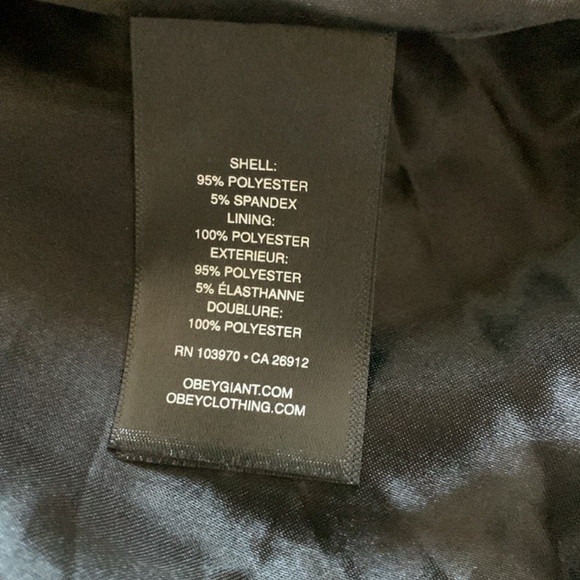 SHELL:
95% POLYESTER
5% SPANDEX
LINING:
100% POLYESTER
EXTERIEUR:
95% POLYESTER
5% ÉLASTHANNE
DOUBLURE:
100% POLYESTER
RN 103970 • CA 26912
OBEYGIANT.COM
OBEYCLOTHING.COM